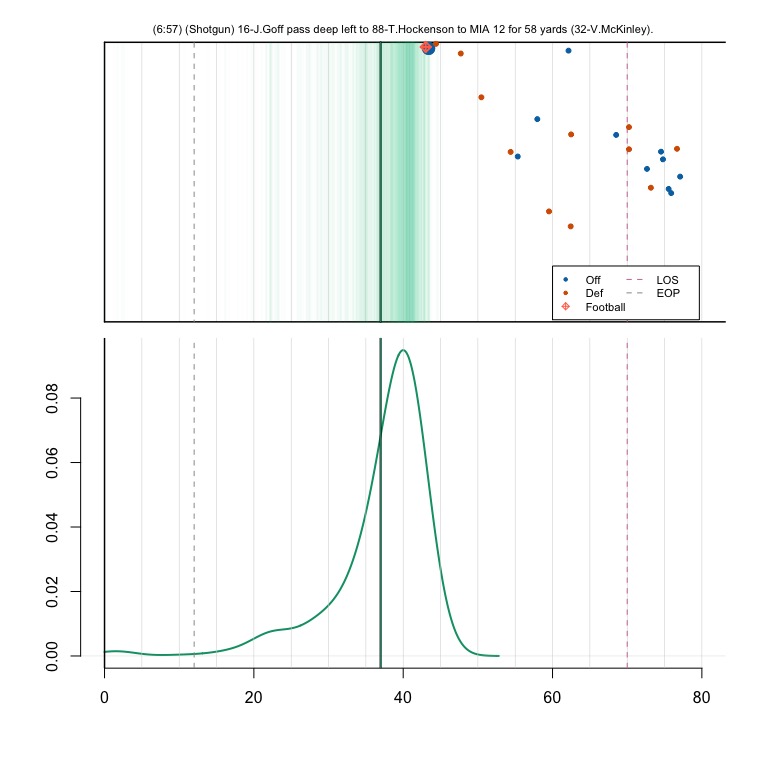 (6:57) (Shotgun) 16-J.Goff pass deep left to 88-T.Hockenson to MIA 12 for 58 yards (32-V.McKinley).
Off LOS
Def EOP
Football
0.08
0.06
0.04
0.02
0.00
0 20 40 60 80